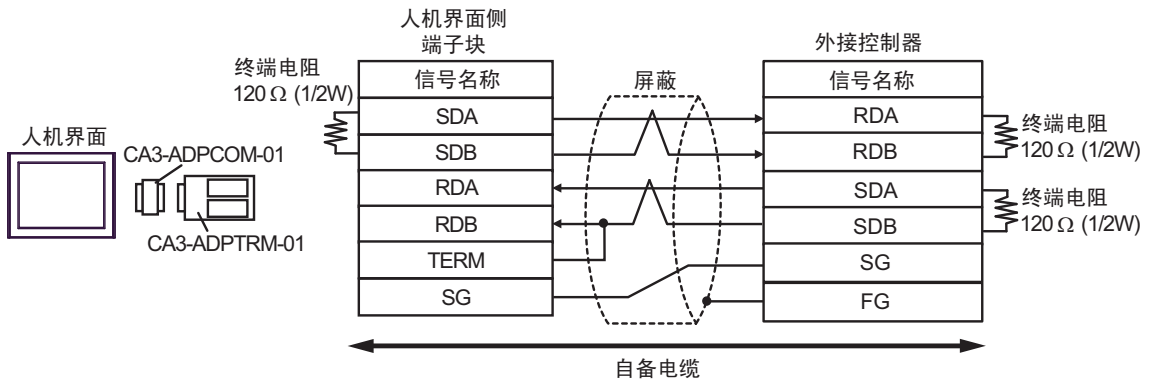 人机界面
CA3-ADPCOM-01
CA3-ADPTRM-01
终端电阻
120Ω (1/2W)
人机界面侧
端子块
信号名称
SDA
SDB
RDA
RDB
TERM
SG
屏蔽
外接控制器
信号名称
RDA
RDB
SDA
SDB
SG
FG
终端电阻
120Ω (1/2W)
终端电阻
120Ω (1/2W)
自备电缆